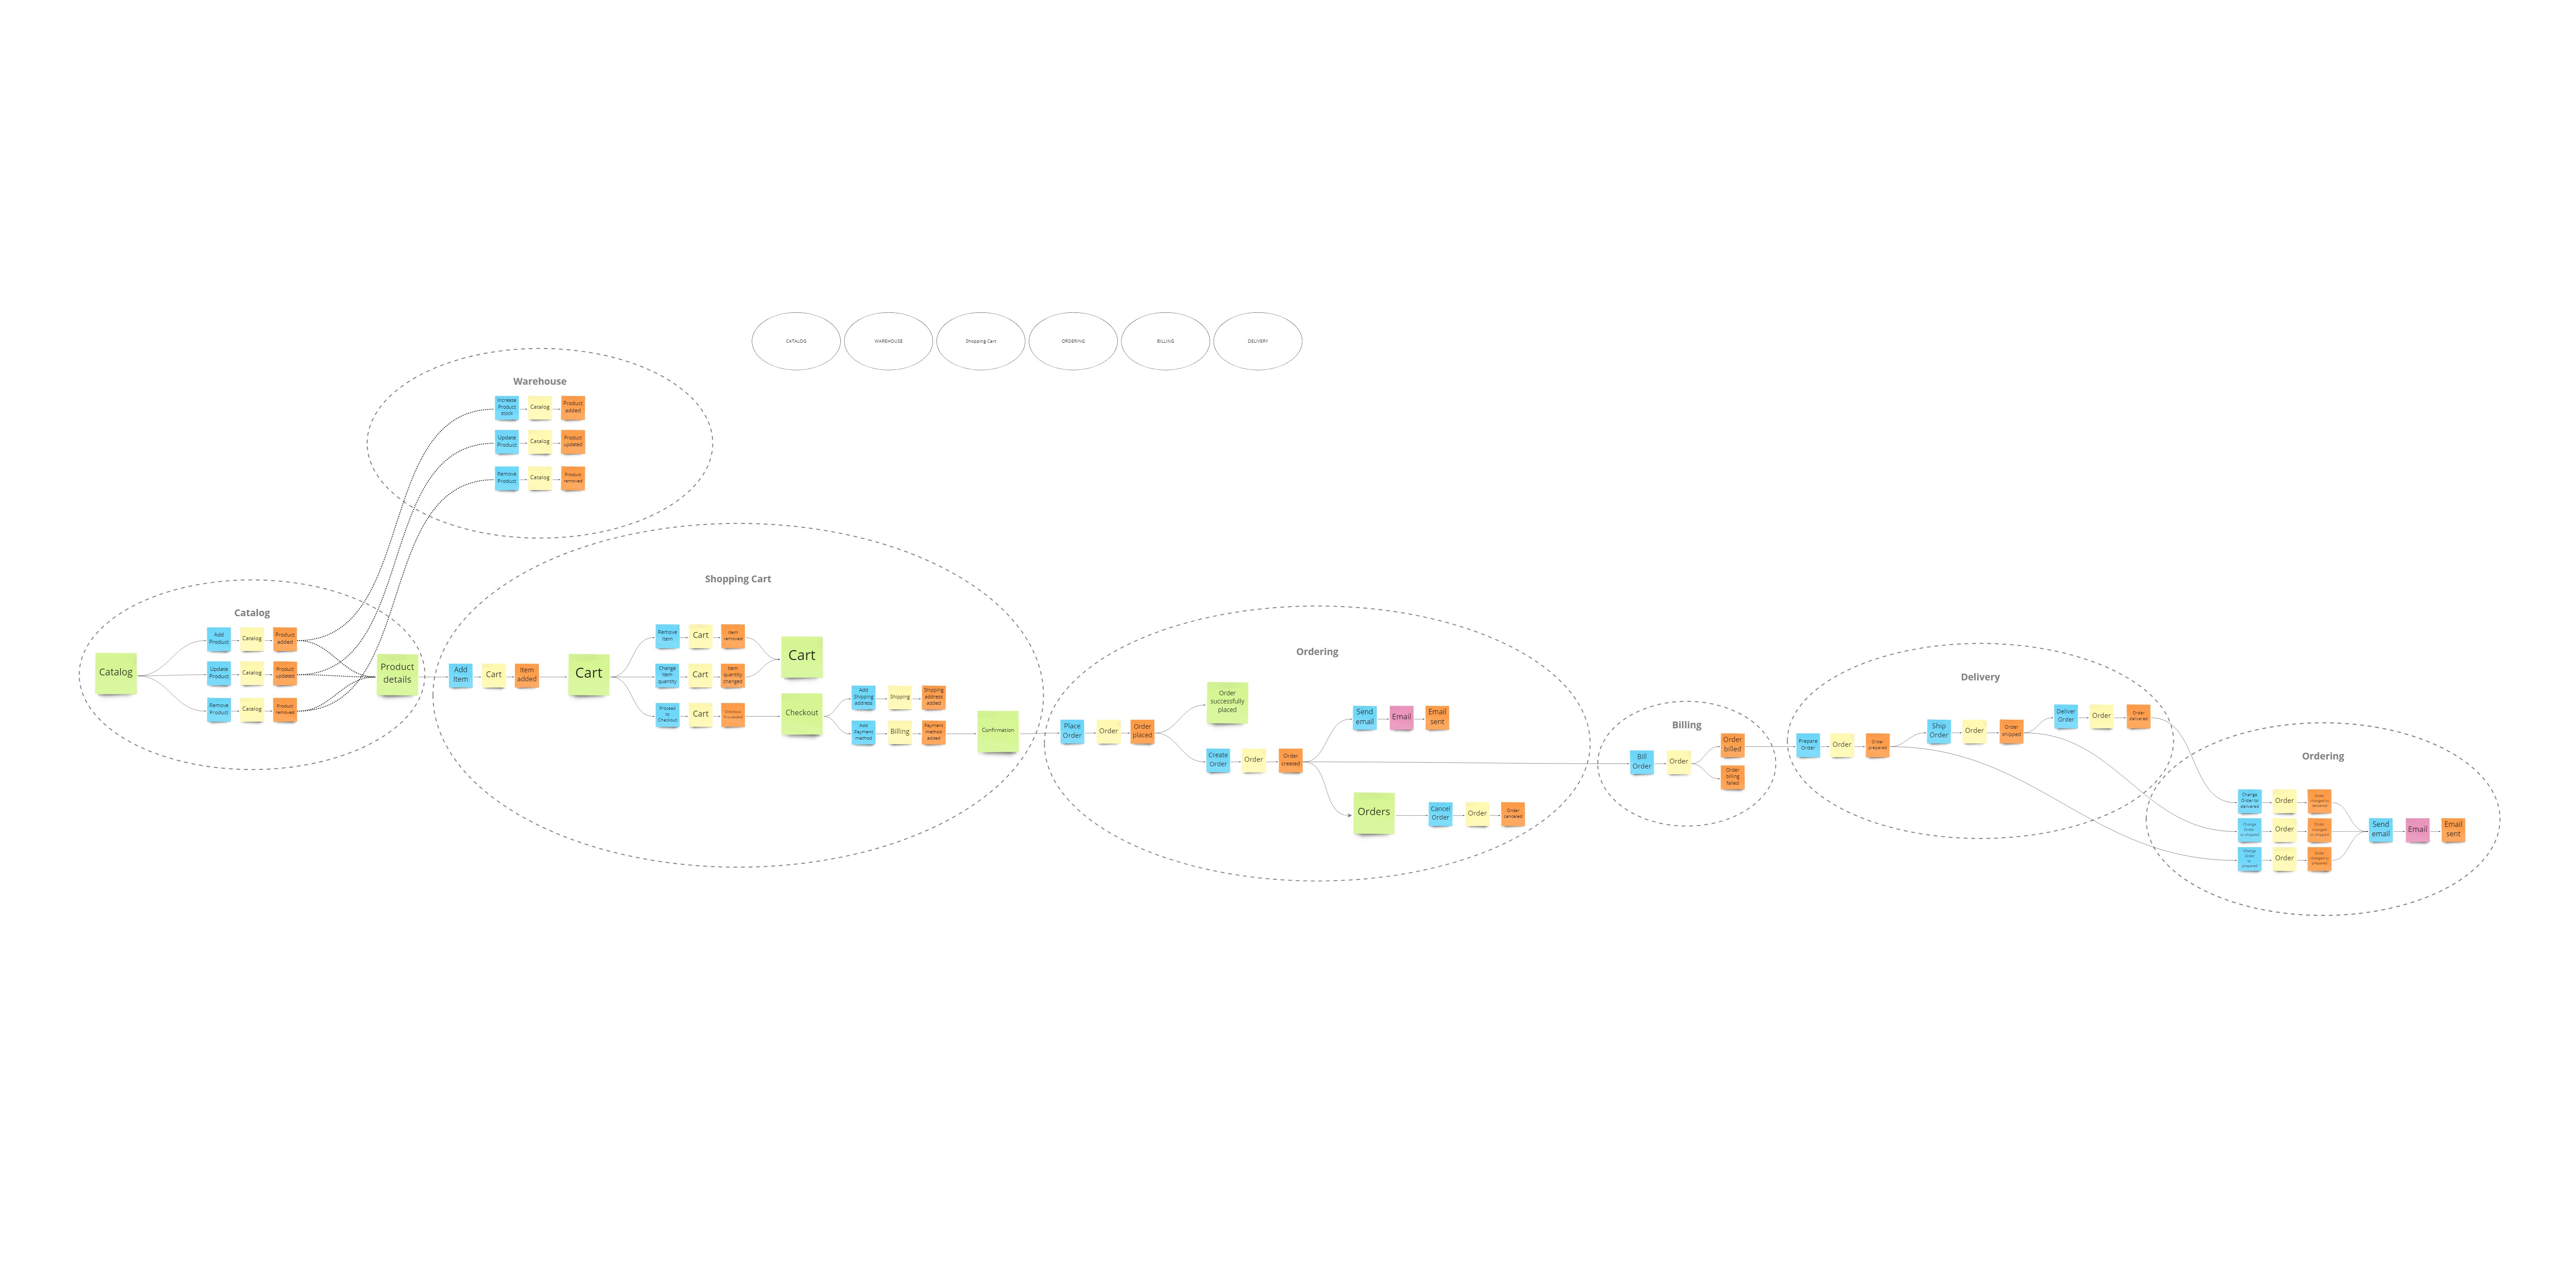 CATALOG
WAREHOUSE
Shopping Cart
ORDERING
BILLING
DELIVERY
Warehouse
Increase
Product
stock
Catalog
Product
added
Update
Product
Catalog
Product
updated
Remove
Product
Catalog
Product
removed
Catalog
Catalog
Add
Product
Catalog
Product
added
Update
Product
Catalog
Product
updated
Remove
Product
Catalog
Product
removed
Product
details
Shopping Cart
Add
Item
Cart
Item
added
Cart
Remove
Item
Cart
Item
removed
Change
Item
quantity
Cart
Item
quantity
changed
Proceed
to
Checkout
Cart
Checkout
Proceeded
Cart
Checkout
Add
Shipping
address
Shipping
Shipping
address
added
Add
Payment
method
Billing
Payment
method
added
Confirmation
Ordering
Place
Order
Order
Order
placed
Order
successfully
placed
Create
Order
Order
Order
created
Send
email
Email
Email
sent
Orders
Cancel
Order
Order
Order
canceled
Billing
Bill
Order
Order
Order
billed
Order
billing
failed
Delivery
Prepare
Order
Order
Order
prepared
Ship
Order
Order
Order
shipped
Deliver
Order
Order
Order
delivered
Ordering
Change
Order to
delivered
Order
Order
changed to
delivered
Change
Order
to shipped
Order
Order
changed
to shipped
Change
Order
to
prepared
Order
Order
changed to
prepared
Send
email
Email
Email
sent